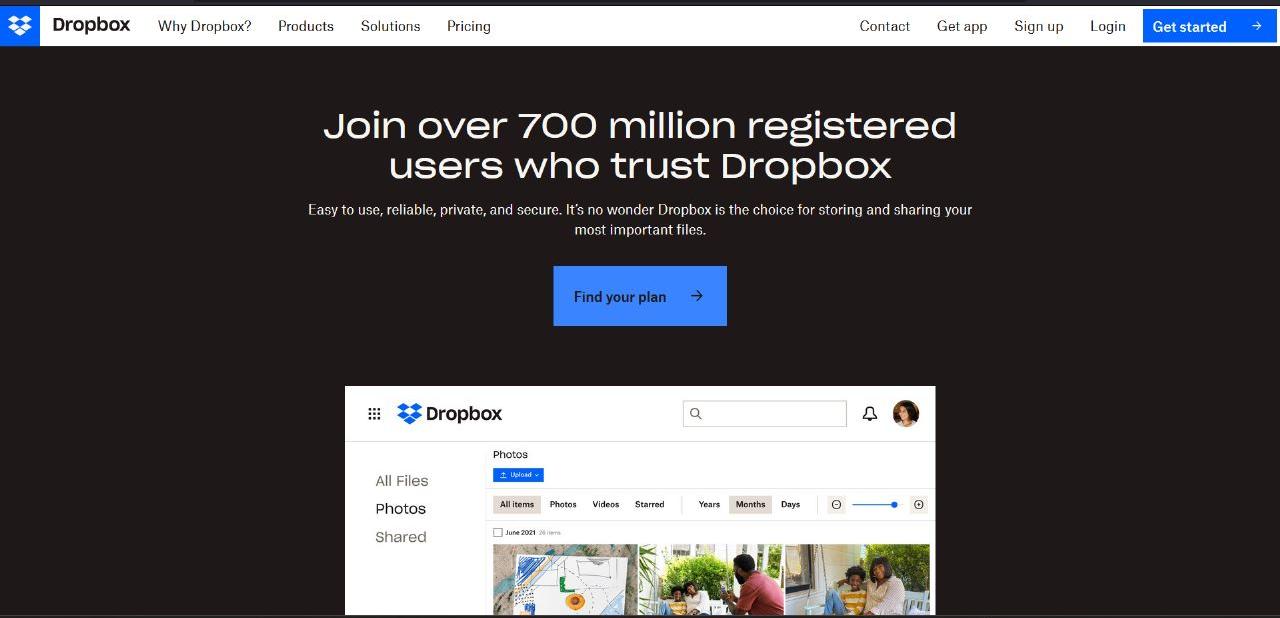 Dropbox
Why Dropbox?
Products
Solutions
Pricing
Contact
Get app
Sign up
Login
Get started
Join over 700 million registered
users who trust Dropbox
Easy to use, reliable, private, and secure. It's no wonder Dropbox is the choice for storing and sharing your
most important files.
Find your plan
Dropbox
All Files
Photos
Shared
Photos
Upload
All items
Photos
Videos
Starred
Years
Months
Days
June 2021 26 items